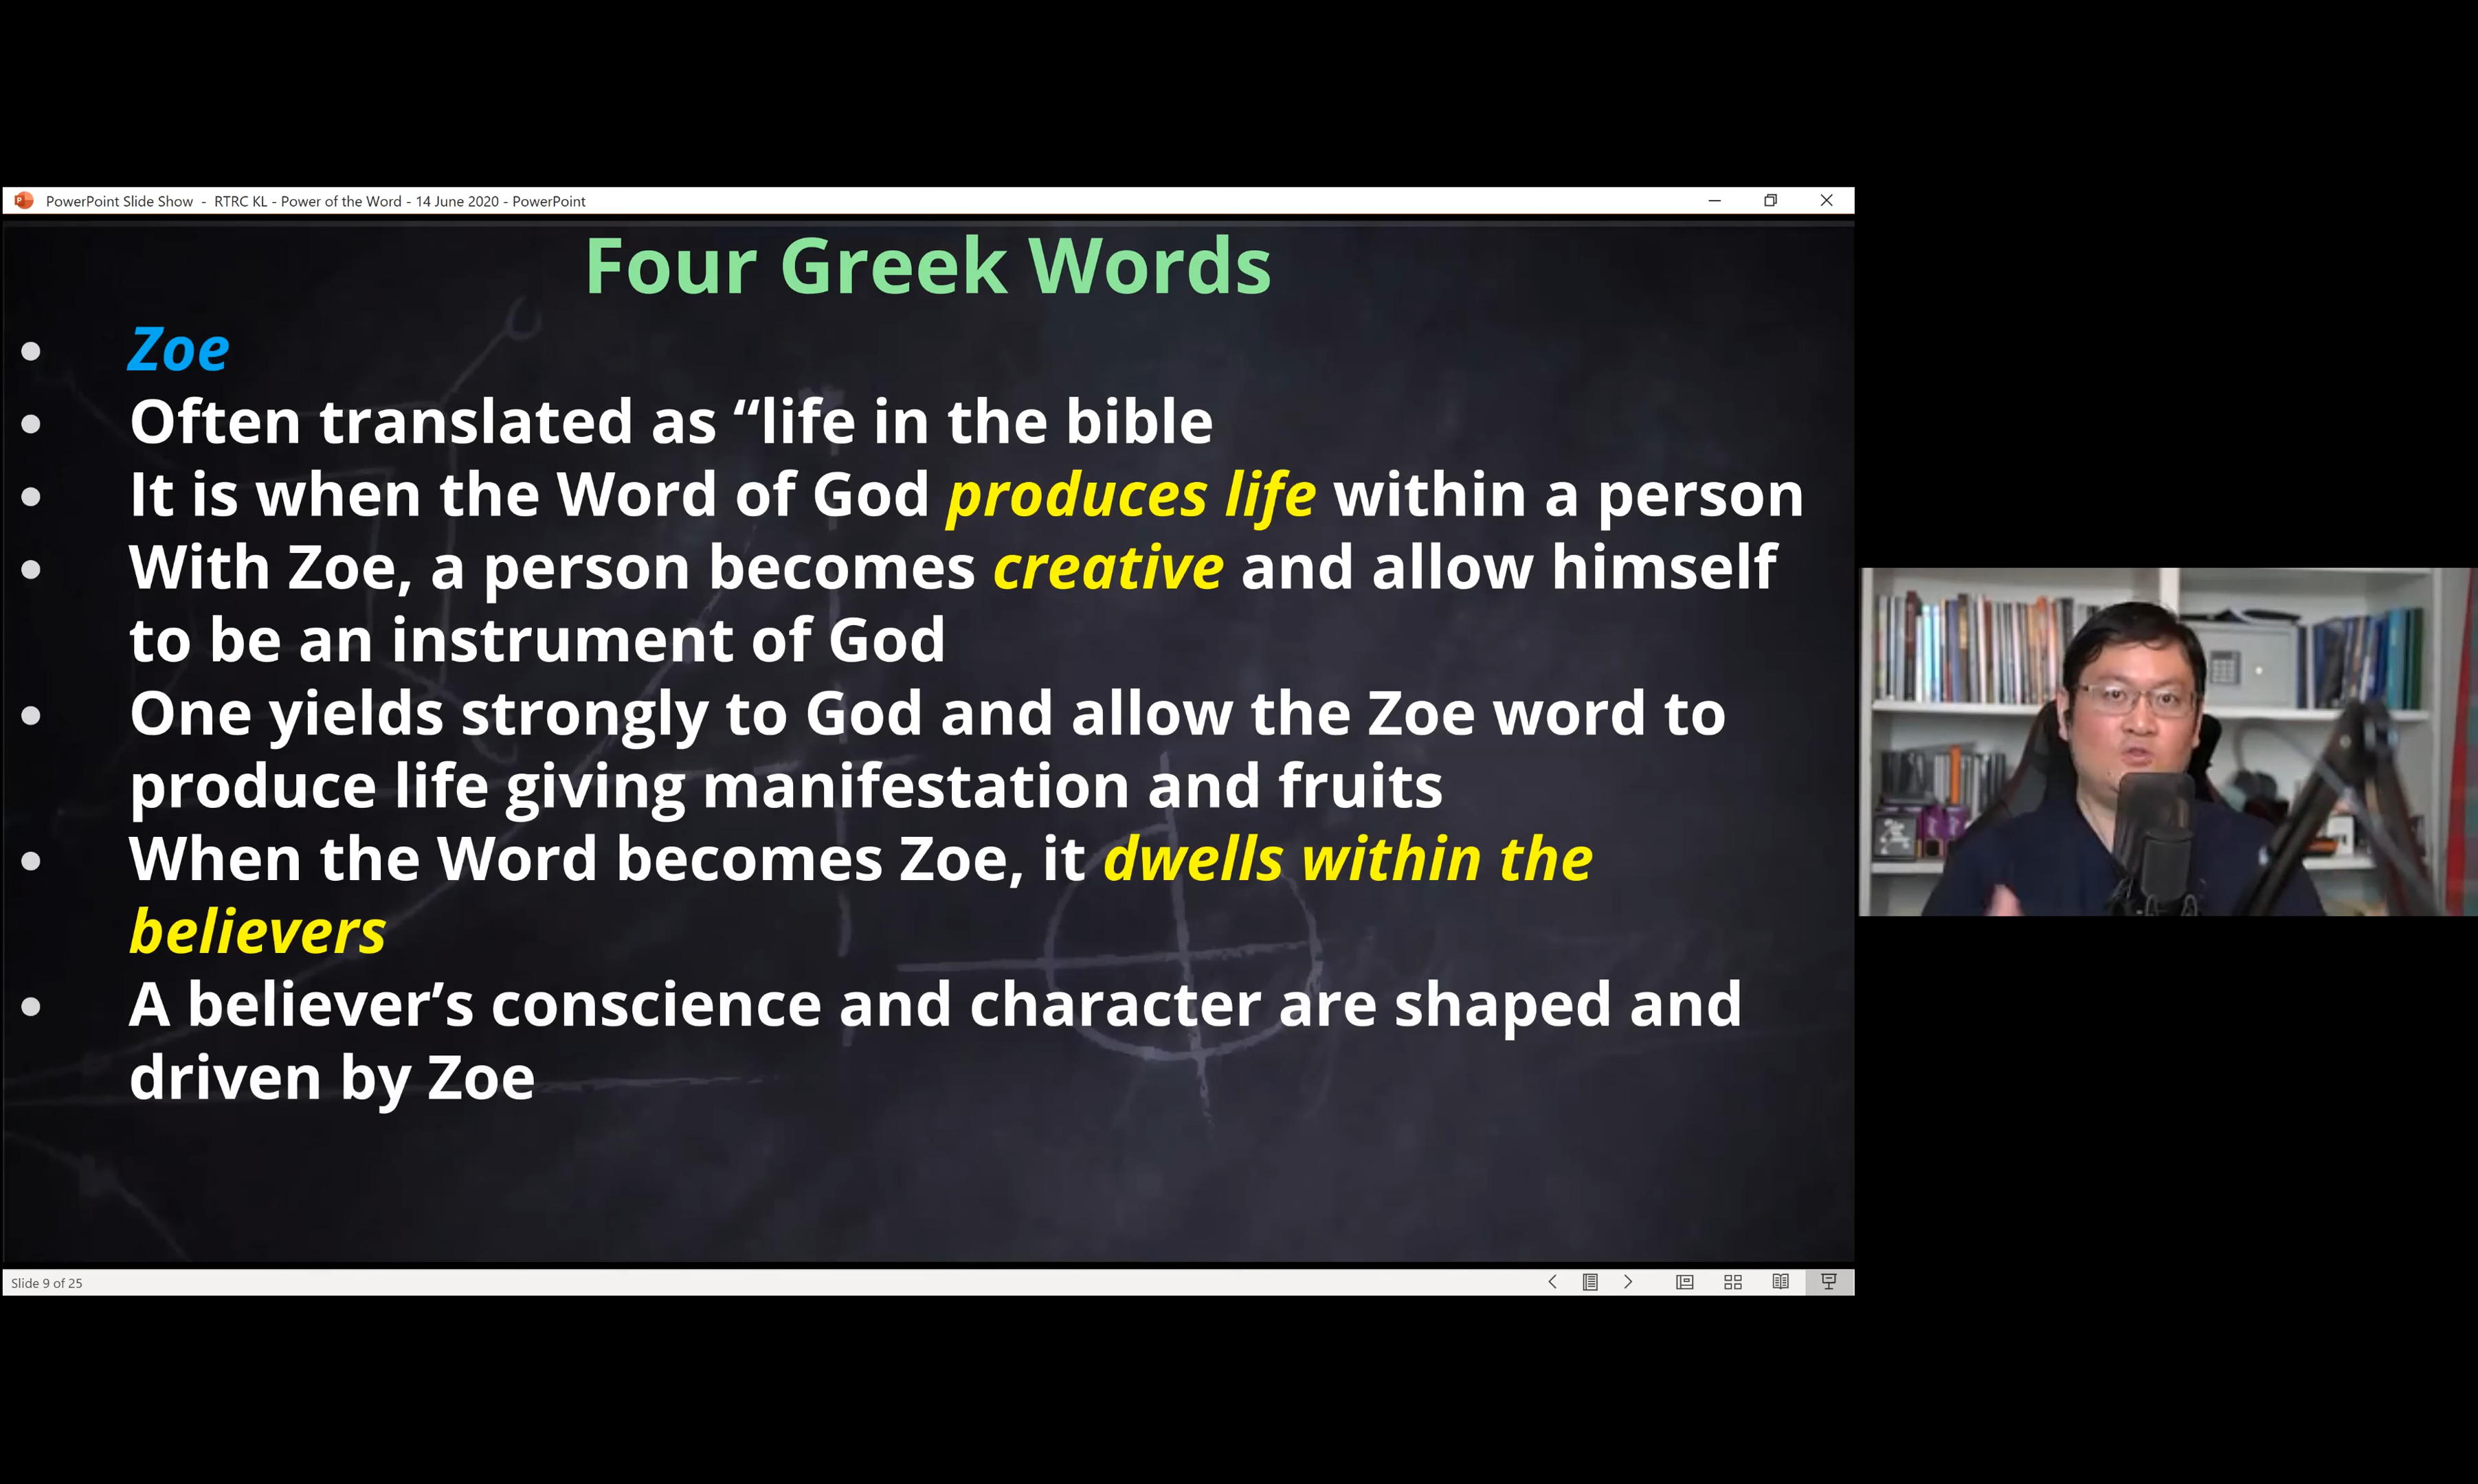 PowerPoint Slide Show - RTRC KL - Power of the Word - 14 June 2020 - PowerPoint
Four Greek Words
• Zoe
• Often translated as “life in the bible
• It is when the Word of God produces life within a person
• With Zoe, a person becomes creative and allow himself
to be an instrument of God
• One yields strongly to God and allow the Zoe word to
produce life giving manifestation and fruits
• When the Word becomes Zoe, it dwells within the
believers
• A believer’s conscience and character are shaped and
driven by Zoe
Slide 9 of 25